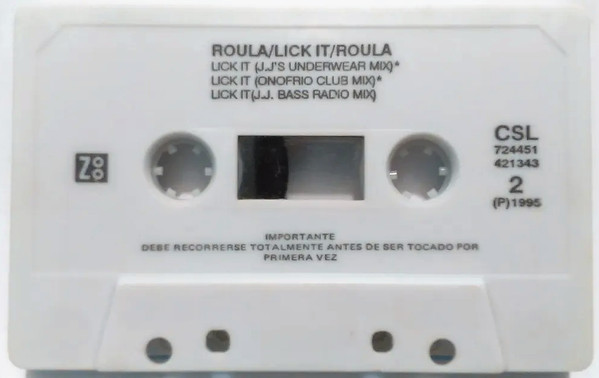 ROULA/LICK IT/ROULA
LICK IT (J.J'S UNDERWEAR MIX)*
LICK IT (ONOFRIO CLUB MIX)*
LICK IT(J.J. BASS RADIO MIX)
ZOO
CSL
724451
421343
2
(P)1995
IMPORTANTE
DEBE RECORRERSE TOTALMENTE ANTES DE SER TOCADO POR
PRIMERA VEZ